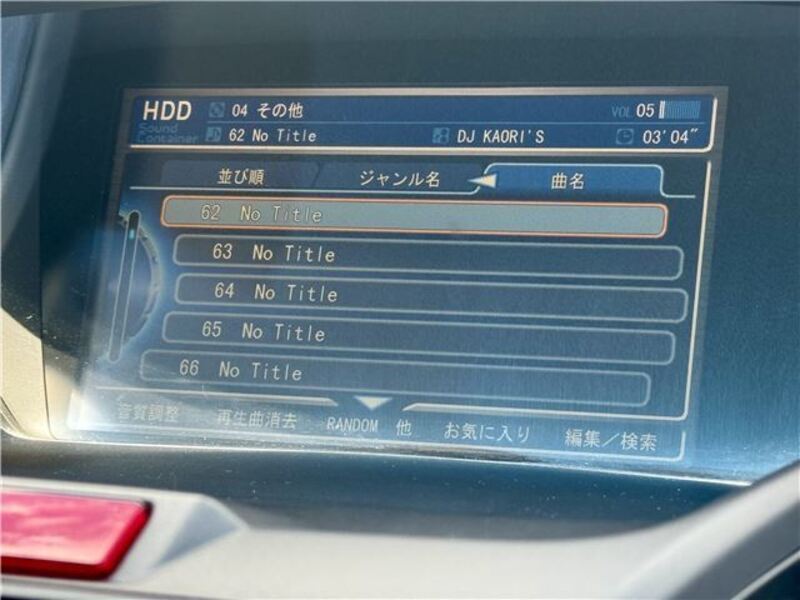 HDD 04 その他 VOL 05
Sound Container 62 No Title DJ KAORI'S 03'04"
並び順 ジャンル名 曲名
62 No Title
63 No Title
64 No Title
65 No Title
66 No Title
音質調整 再生曲消去 RANDOM 他 お気に入り 編集/検索